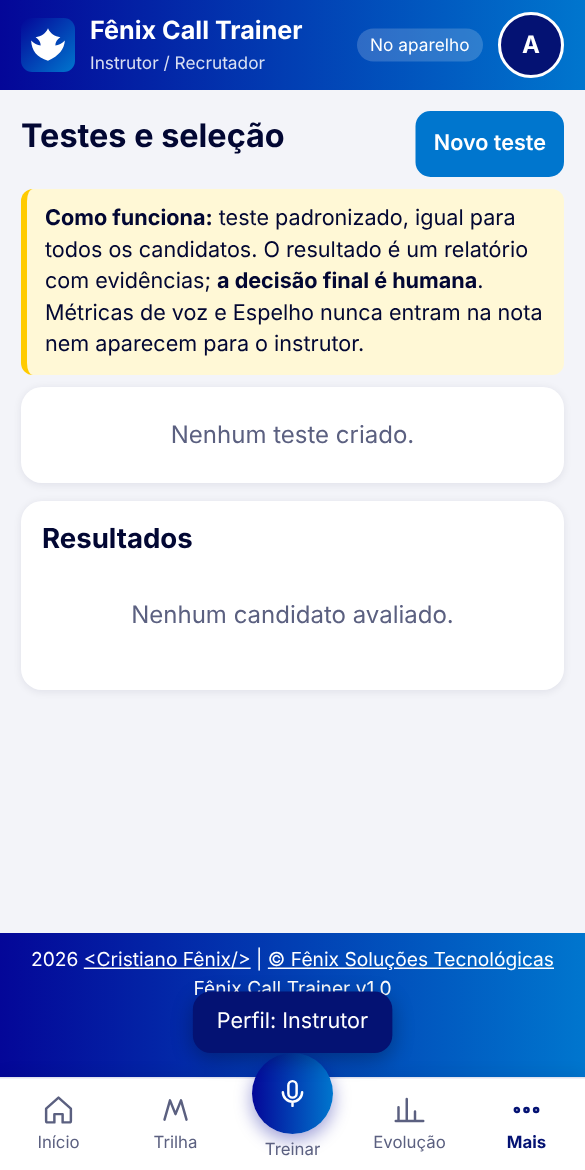 Fênix Call Trainer
Instrutor / Recrutador
No aparelho
A
Testes e seleção
Novo teste
Como funciona: teste padronizado, igual para
todos os candidatos. O resultado é um relatório
com evidências; a decisão final é humana.
Métricas de voz e Espelho nunca entram na nota
nem aparecem para o instrutor.
Nenhum teste criado.
Resultados
Nenhum candidato avaliado.
2026 <Cristiano Fênix/> | © Fênix Soluções Tecnológicas
Fênix Call Trainer v1.0
Perfil: Instrutor
Início
Trilha
Treinar
Evolução
Mais